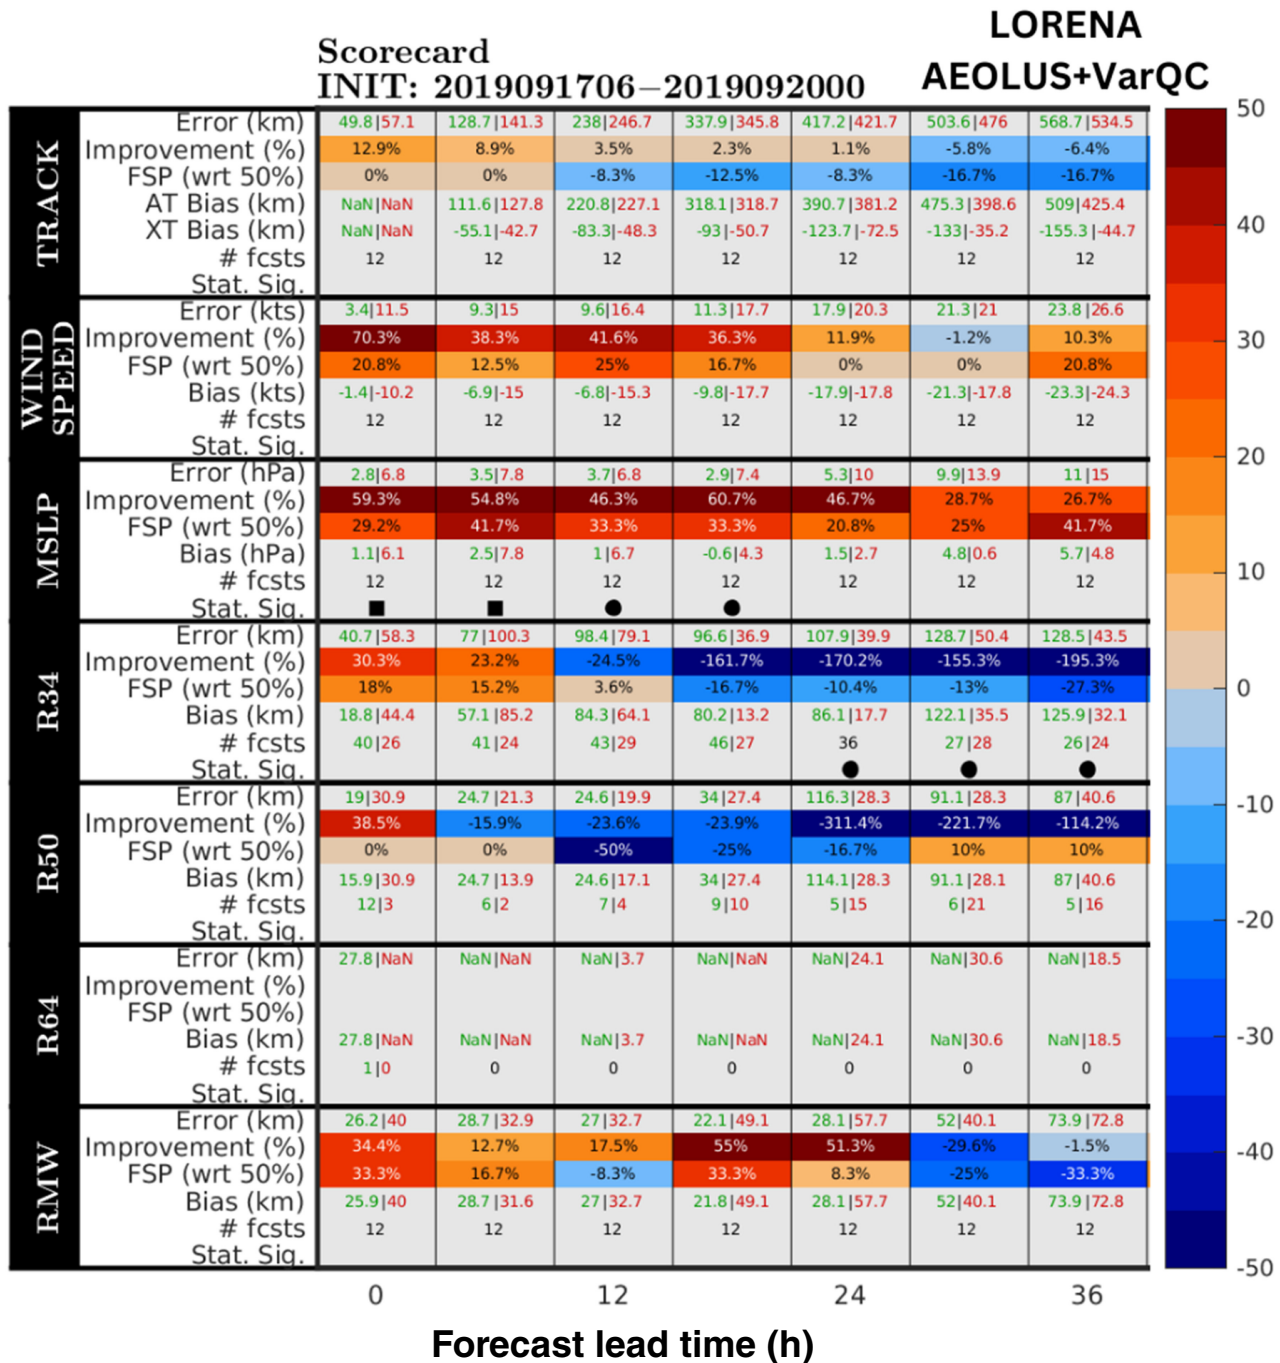 LORENA
AEOLUS+VarQC
Scorecard
INIT: 2019091706−2019092000
TRACK
Error (km) 49.8|57.1 128.7|141.3 238|246.7 337.9|345.8 417.2|421.7 503.6|476 568.7|534.5
Improvement (%) 12.9% 8.9% 3.5% 2.3% 1.1% -5.8% -6.4%
FSP (wrt 50%) 0% 0% -8.3% -12.5% -8.3% -16.7% -16.7%
AT Bias (km) NaN|NaN 111.6|127.8 220.8|227.1 318.1|318.7 390.7|381.2 475.3|398.6 509|425.4
XT Bias (km) NaN|NaN -55.1|-42.7 -83.3|-48.3 -93|-50.7 -123.7|-72.5 -133|-35.2 -155.3|-44.7
# fcsts 12 12 12 12 12 12 12
Stat. Sig.
WIND SPEED
Error (kts) 3.4|11.5 9.3|15 9.6|16.4 11.3|17.7 17.9|20.3 21.3|21 23.8|26.6
Improvement (%) 70.3% 38.3% 41.6% 36.3% 11.9% -1.2% 10.3%
FSP (wrt 50%) 20.8% 12.5% 25% 16.7% 0% 0% 20.8%
Bias (kts) -1.4|-10.2 -6.9|-15 -6.8|-15.3 -9.8|-17.7 -17.9|-17.8 -21.3|-17.8 -23.3|-24.3
# fcsts 12 12 12 12 12 12 12
Stat. Sig.
MSLP
Error (hPa) 2.8|6.8 3.5|7.8 3.7|6.8 2.9|7.4 5.3|10 9.9|13.9 11|15
Improvement (%) 59.3% 54.8% 46.3% 60.7% 46.7% 28.7% 26.7%
FSP (wrt 50%) 29.2% 41.7% 33.3% 33.3% 20.8% 25% 41.7%
Bias (hPa) 1.1|6.1 2.5|7.8 1|6.7 -0.6|4.3 1.5|2.7 4.8|0.6 5.7|4.8
# fcsts 12 12 12 12 12 12 12
Stat. Sig. ■ ■ ● ●
R34
Error (km) 40.7|58.3 77|100.3 98.4|79.1 96.6|36.9 107.9|39.9 128.7|50.4 128.5|43.5
Improvement (%) 30.3% 23.2% -24.5% -161.7% -170.2% -155.3% -195.3%
FSP (wrt 50%) 18% 15.2% 3.6% -16.7% -10.4% -13% -27.3%
Bias (km) 18.8|44.4 57.1|85.2 84.3|64.1 80.2|13.2 86.1|17.7 122.1|35.5 125.9|32.1
# fcsts 40|26 41|24 43|29 46|27 36 27|28 26|24
Stat. Sig. ● ● ●
R50
Error (km) 19|30.9 24.7|21.3 24.6|19.9 34|27.4 116.3|28.3 91.1|28.3 87|40.6
Improvement (%) 38.5% -15.9% -23.6% -23.9% -311.4% -221.7% -114.2%
FSP (wrt 50%) 0% 0% -50% -25% -16.7% 10% 10%
Bias (km) 15.9|30.9 24.7|13.9 24.6|17.1 34|27.4 114.1|28.3 91.1|28.1 87|40.6
# fcsts 12|3 6|2 7|4 9|10 5|15 6|21 5|16
Stat. Sig.
R64
Error (km) 27.8|NaN NaN|NaN NaN|3.7 NaN|NaN NaN|24.1 NaN|30.6 NaN|18.5
Improvement (%)
FSP (wrt 50%)
Bias (km) 27.8|NaN NaN|NaN NaN|3.7 NaN|NaN NaN|24.1 NaN|30.6 NaN|18.5
# fcsts 1|0 0 0 0 0 0 0
Stat. Sig.
RMW
Error (km) 26.2|40 28.7|32.9 27|32.7 22.1|49.1 28.1|57.7 52|40.1 73.9|72.8
Improvement (%) 34.4% 12.7% 17.5% 55% 51.3% -29.6% -1.5%
FSP (wrt 50%) 33.3% 16.7% -8.3% 33.3% 8.3% -25% -33.3%
Bias (km) 25.9|40 28.7|31.6 27|32.7 21.8|49.1 28.1|57.7 52|40.1 73.9|72.8
# fcsts 12 12 12 12 12 12 12
Stat. Sig.
0 12 24 36
Forecast lead time (h)
50
40
30
20
10
0
-10
-20
-30
-40
-50